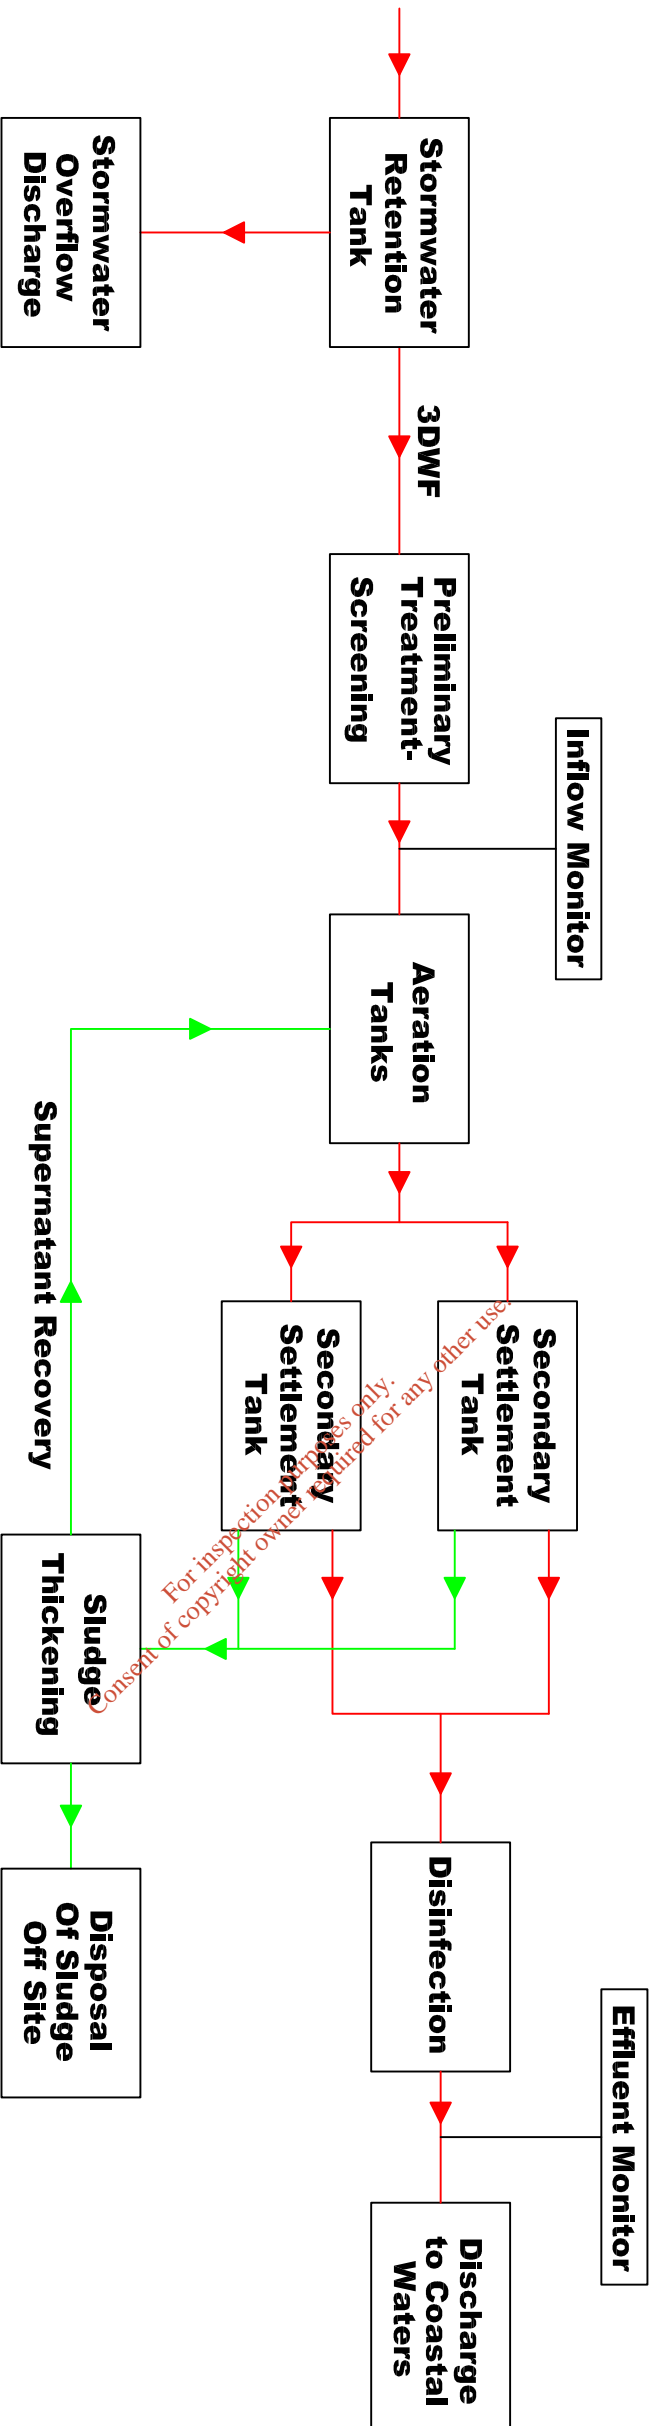 Stormwater
Retention
Tank
Stormwater
Overflow
Discharge
3DWF
Preliminary
Treatment-
Screening
Inflow Monitor
Aeration
Tanks
Supernatant Recovery
Secondary
Settlement
Tank
Secondary
Settlement
Tank
Sludge
Thickening
Disposal
Of Sludge
Off Site
Disinfection
Effluent Monitor
Discharge
to Coastal
Waters
For inspection purposes only.
Consent of copyright owner required for any other use.